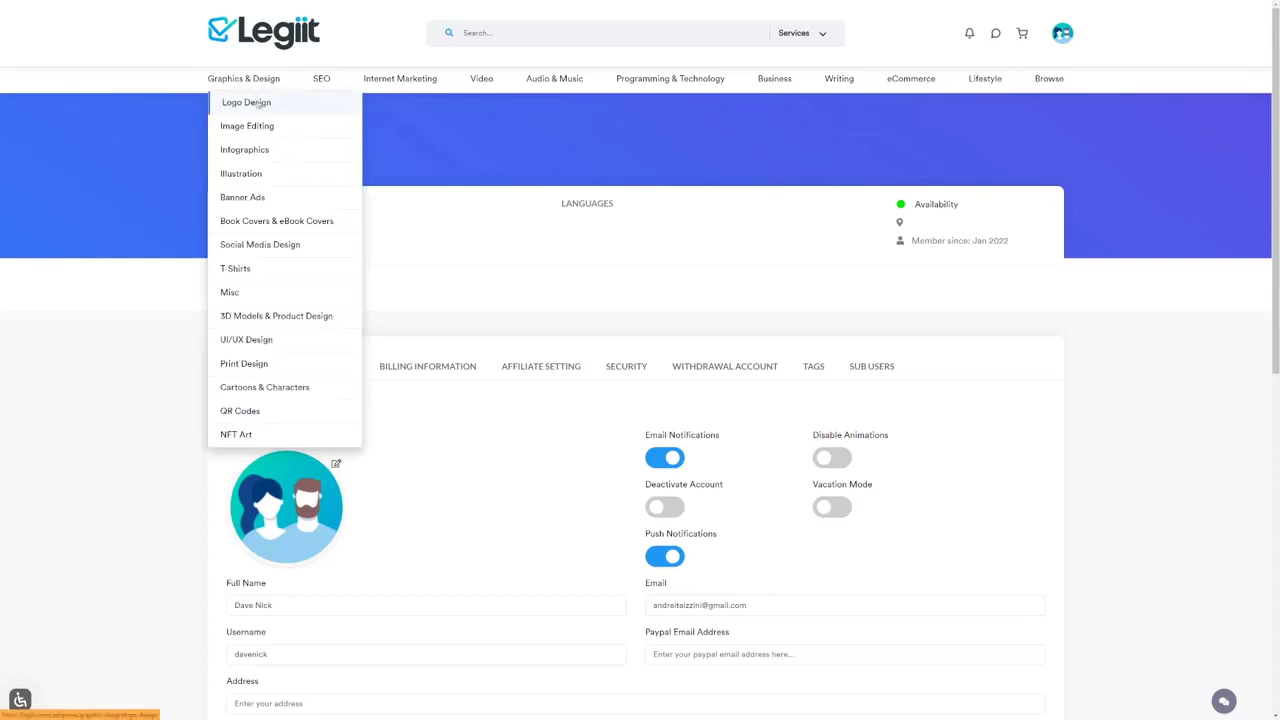 Legiit
Search...
Services
Graphics & Design
SEO
Internet Marketing
Video
Audio & Music
Programming & Technology
Business
Writing
eCommerce
Lifestyle
Browse
Logo Design
Image Editing
Infographics
Illustration
Banner Ads
Book Covers & eBook Covers
Social Media Design
T-Shirts
Misc
3D Models & Product Design
UI/UX Design
Print Design
Cartoons & Characters
QR Codes
NFT Art
LANGUAGES
Availability
Member since: Jan 2022
BILLING INFORMATION
AFFILIATE SETTING
SECURITY
WITHDRAWAL ACCOUNT
TAGS
SUB USERS
Email Notifications
Disable Animations
Deactivate Account
Vacation Mode
Push Notifications
Full Name
Email
Dave Nick
andreitaizzini@gmail.com
Username
Paypal Email Address
davenick
Enter your paypal email address here...
Address
Enter your address